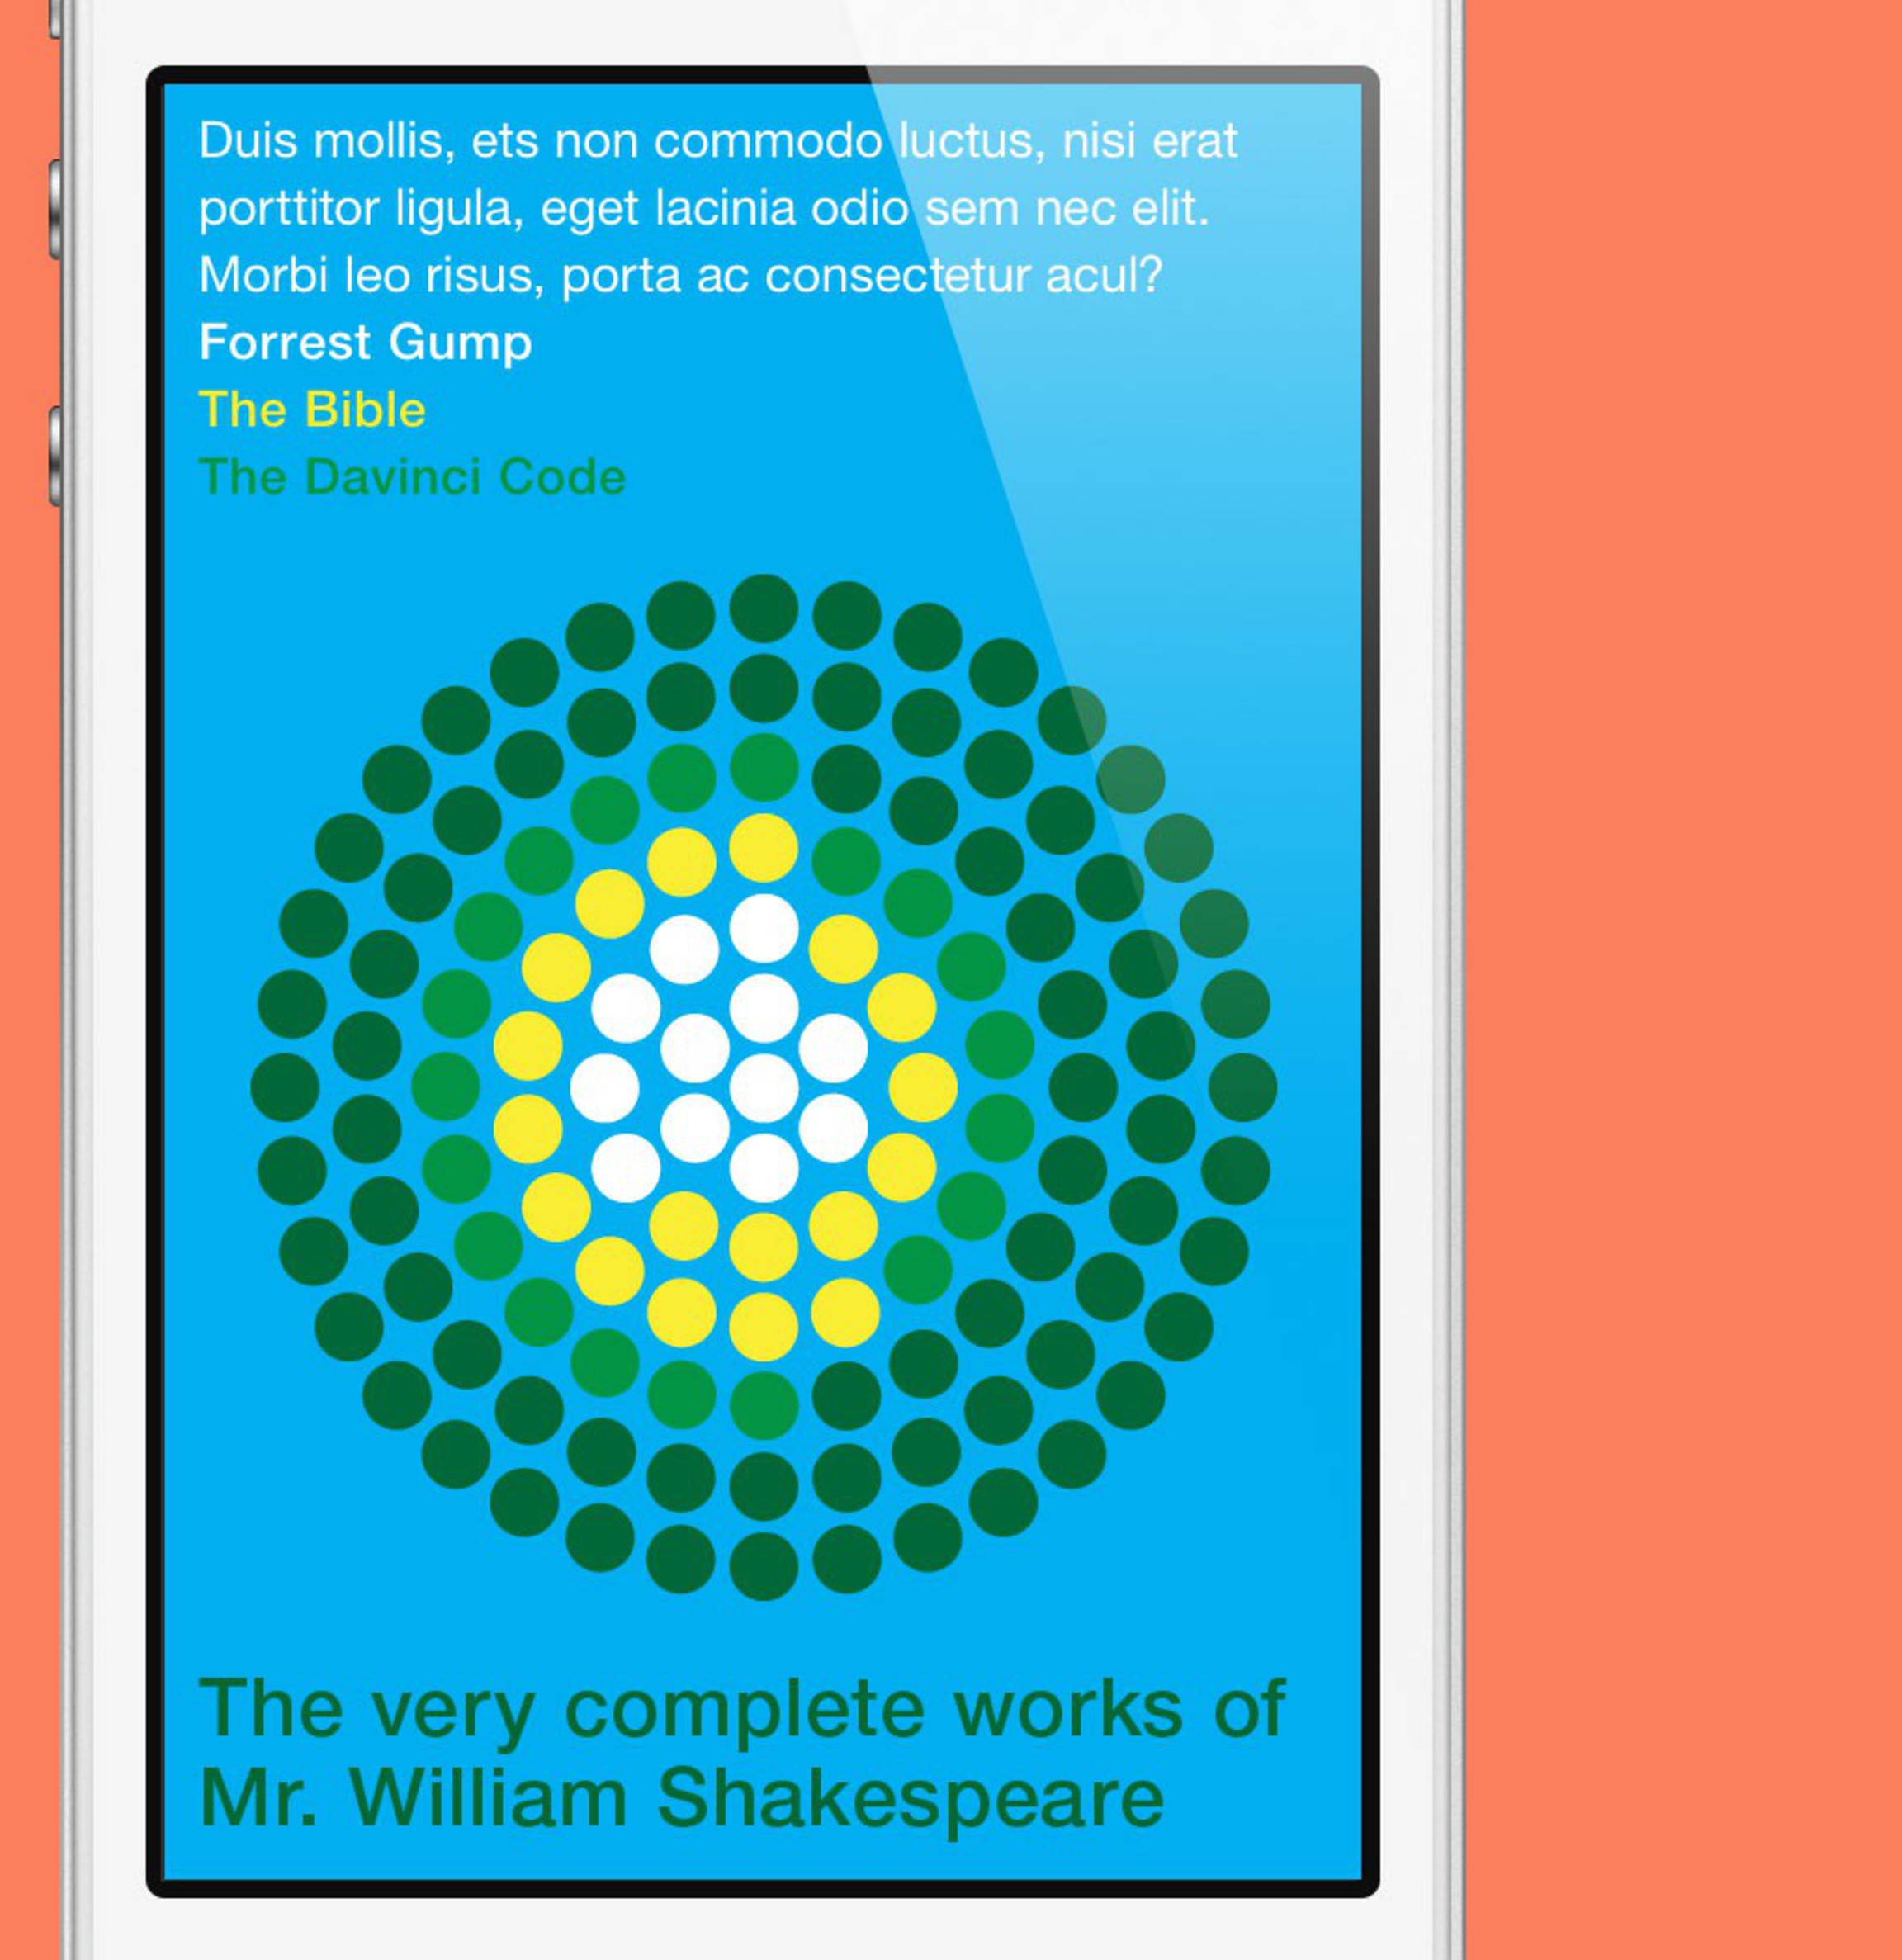 Duis mollis, ets non commodo luctus, nisi erat
porttitor ligula, eget lacinia odio sem nec elit.
Morbi leo risus, porta ac consectetur acul?
Forrest Gump
The Bible
The Davinci Code
The very complete works of
Mr. William Shakespeare